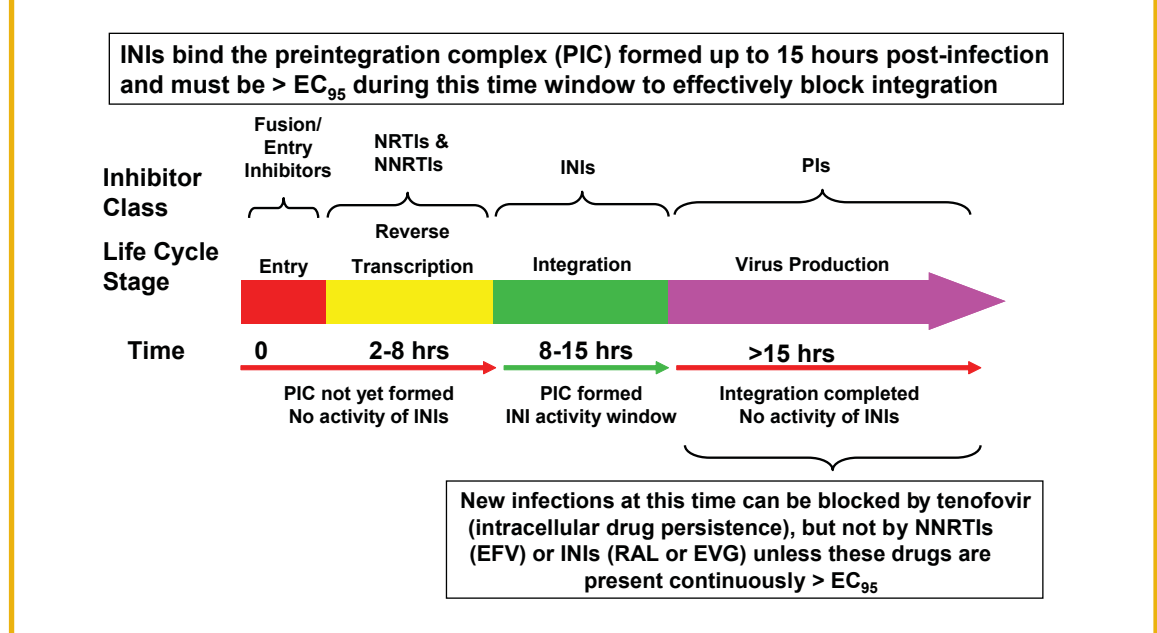 INIs bind the preintegration complex (PIC) formed up to 15 hours post-infection
and must be > EC95 during this time window to effectively block integration
Fusion/
Entry
Inhibitors
NRTIs &
NNRTIs
INIs
PIs
Inhibitor
Class
Reverse
Life Cycle
Stage
Entry
Transcription
Integration
Virus Production
Time
0
2-8 hrs
8-15 hrs
>15 hrs
PIC not yet formed
No activity of INIs
PIC formed
INI activity window
Integration completed
No activity of INIs
New infections at this time can be blocked by tenofovir
(intracellular drug persistence), but not by NNRTIs
(EFV) or INIs (RAL or EVG) unless these drugs are
present continuously > EC95